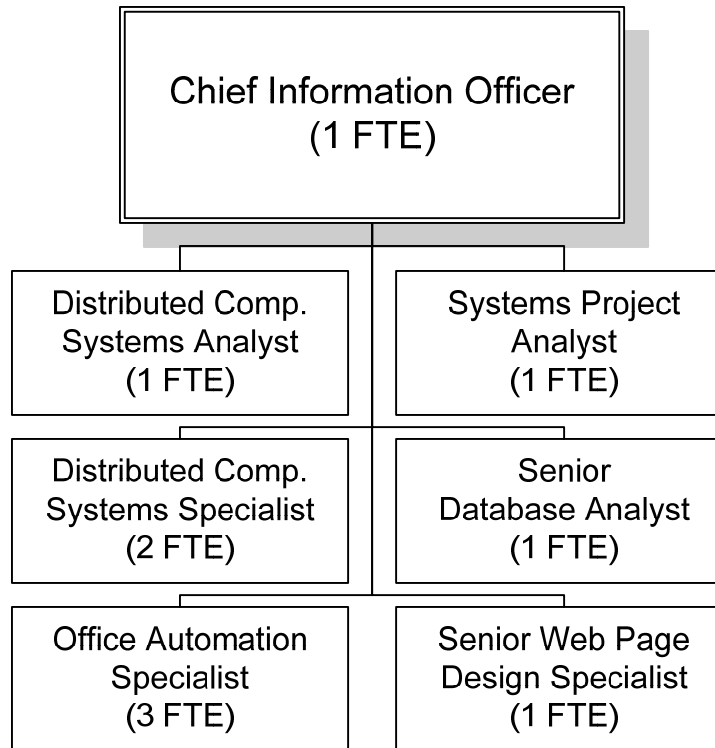 Chief Information Officer
(1 FTE)
Distributed Comp.
Systems Analyst
(1 FTE)
Systems Project
Analyst
(1 FTE)
Distributed Comp.
Systems Specialist
(2 FTE)
Senior
Database Analyst
(1 FTE)
Office Automation
Specialist
(3 FTE)
Senior Web Page
Design Specialist
(1 FTE)